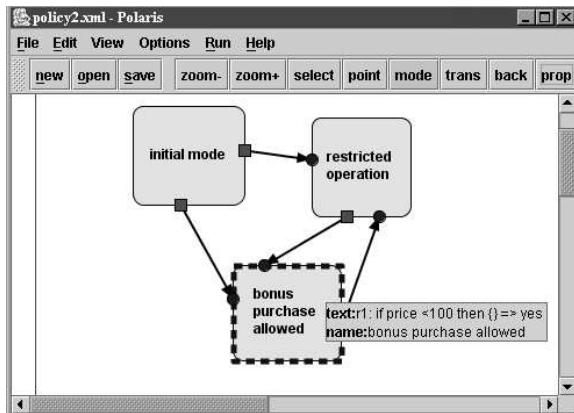 policy2.xml - Polaris
File Edit View Options Run Help
new open save zoom- zoom+ select point mode trans back prop
initial mode
restricted
operation
bonus
purchase
allowed
text:r1: if price <100 then {} => yes
name:bonus purchase allowed